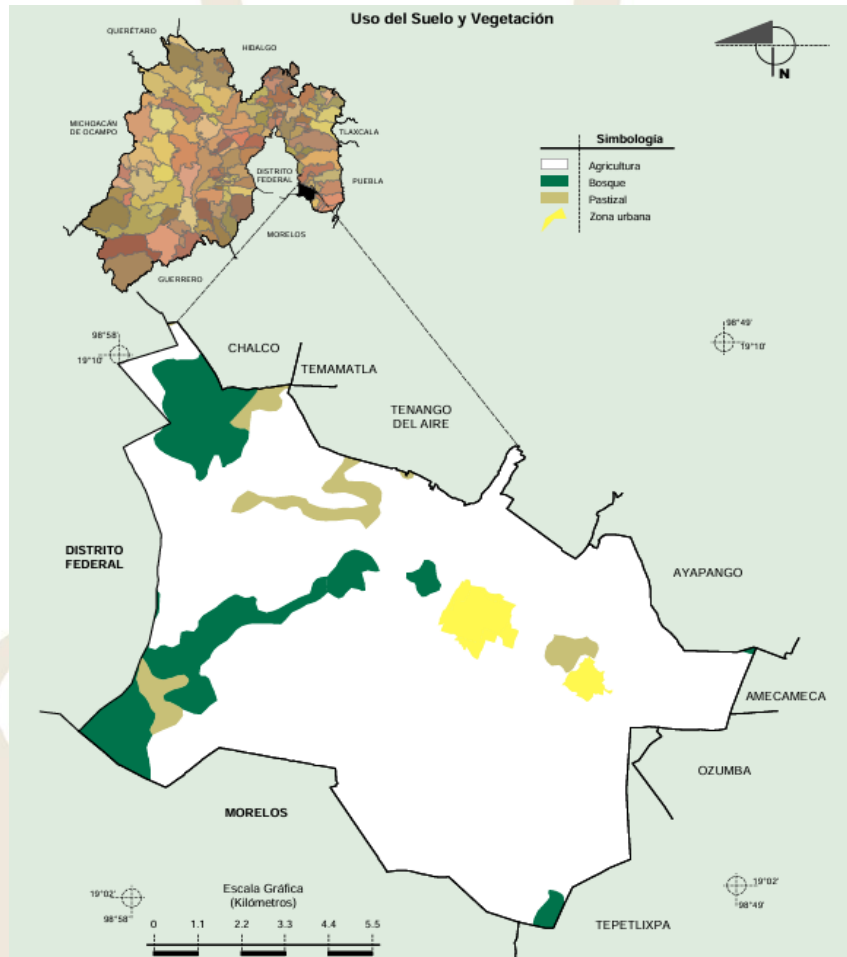 Uso del Suelo y Vegetación
QUERÉTARO
HIDALGO
MICHOACÁN
DE OCAMPO
TLAXCALA
DISTRITO
FEDERAL
PUEBLA
MORELOS
GUERRERO
N
Simbología
Agricultura
Bosque
Pastizal
Zona urbana
98°58'
19°10'
98°49'
19°10'
CHALCO
TEMAMATLA
TENANGO
DEL AIRE
DISTRITO
FEDERAL
AYAPANGO
AMECAMECA
OZUMBA
MORELOS
TEPETLIXPA
19°02'
98°58'
19°02'
98°49'
Escala Gráfica
(Kilómetros)
0 1.1 2.2 3.3 4.4 5.5